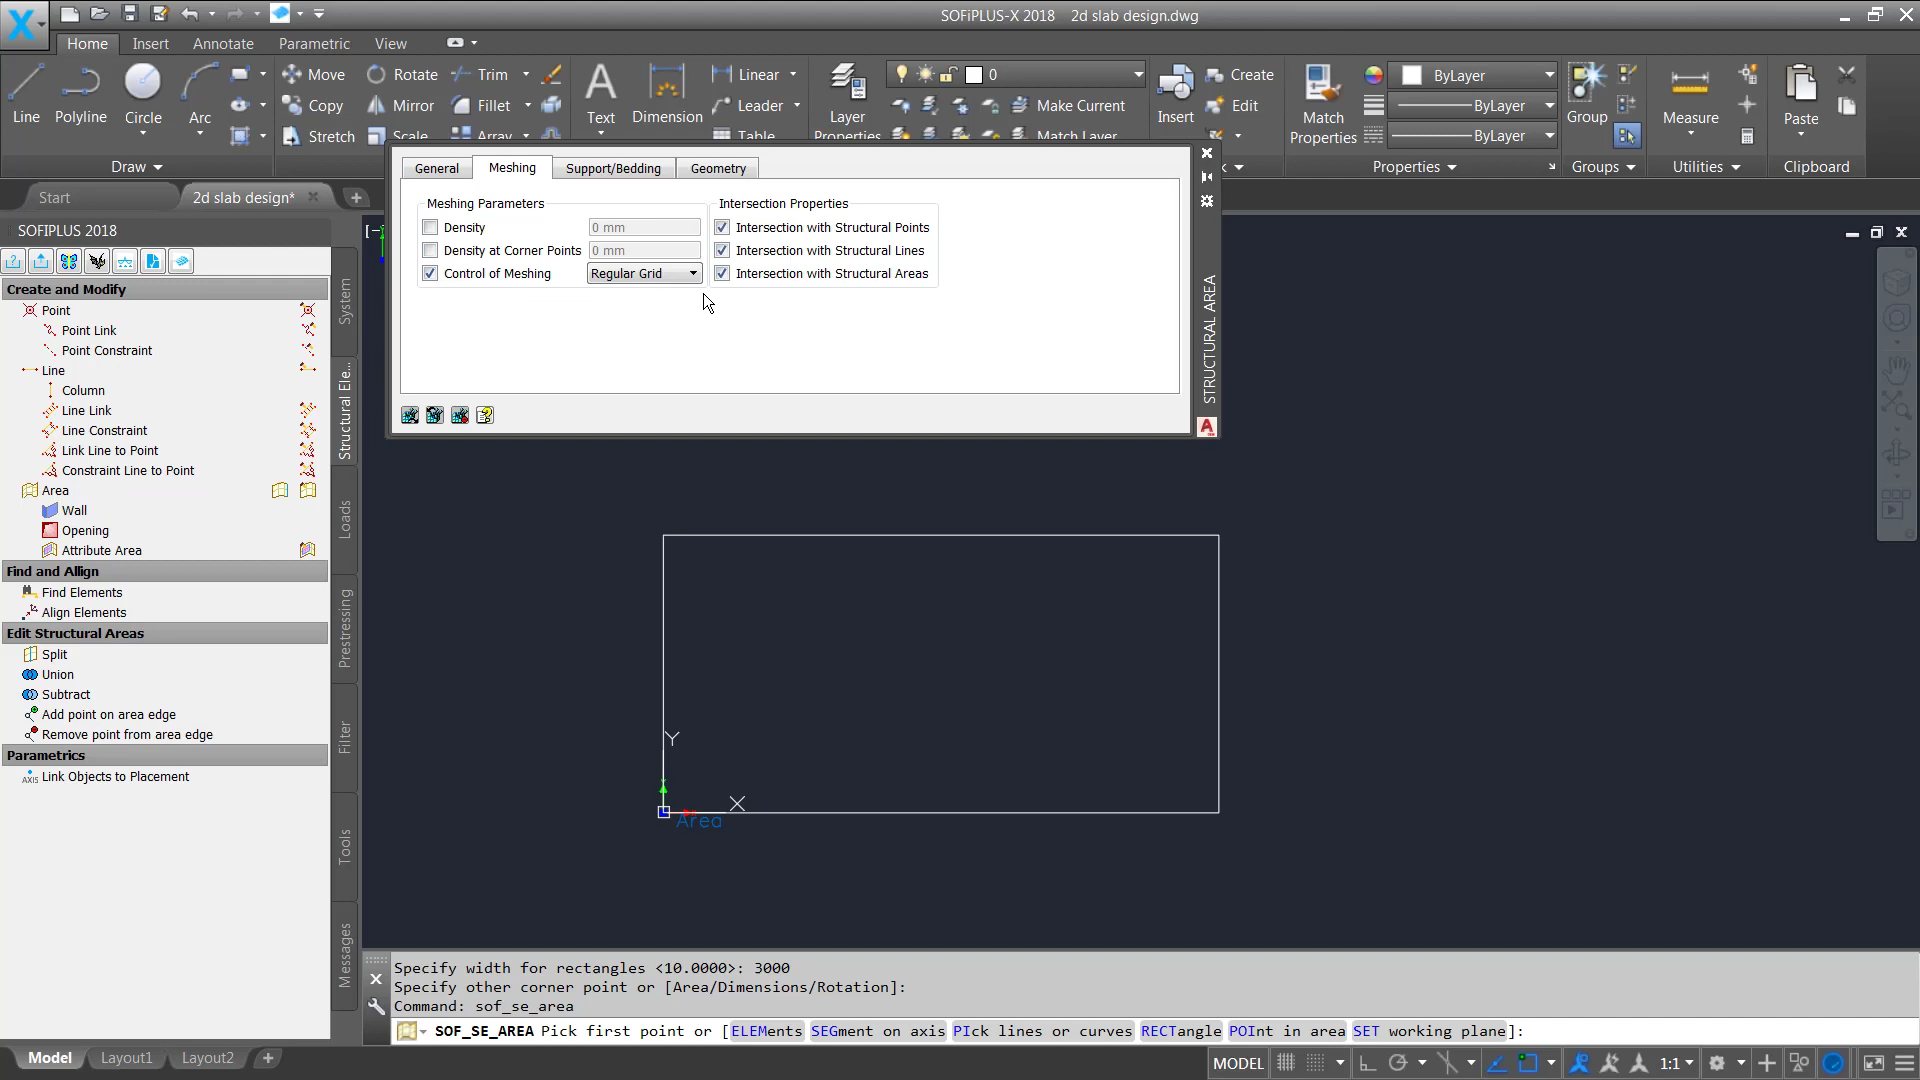 SOFiPLUS-X 2018 2d slab design.dwg
Home Insert Annotate Parametric View
Line Polyline Circle Arc
Move Rotate Trim
Copy Mirror Fillet
Stretch Scale Array
Text Dimension
Linear
Leader
Table
Layer Properties
0
Make Current
Match Layer
Insert
Create
Edit
Match Properties
ByLayer
ByLayer
ByLayer
Group
Measure
Paste
Draw Properties Groups Utilities Clipboard
Start 2d slab design*
SOFIPLUS 2018
Create and Modify
Point
Point Link
Point Constraint
Line
Column
Line Link
Line Constraint
Link Line to Point
Constraint Line to Point
Area
Wall
Opening
Attribute Area
Find and Allign
Find Elements
Align Elements
Edit Structural Areas
Split
Union
Subtract
Add point on area edge
Remove point from area edge
Parametrics
AXIS Link Objects to Placement
System
Structural Ele...
Loads
Prestressing
Filter
Tools
Messages
[-
General Meshing Support/Bedding Geometry
Meshing Parameters
Density 0 mm
Density at Corner Points 0 mm
Control of Meshing Regular Grid
Intersection Properties
Intersection with Structural Points
Intersection with Structural Lines
Intersection with Structural Areas
STRUCTURAL AREA
Y
X
Area
Specify width for rectangles <10.0000>: 3000
Specify other corner point or [Area/Dimensions/Rotation]:
Command: sof_se_area
SOF_SE_AREA Pick first point or [ELEMents SEGment on axis PIck lines or curves RECTangle POInt in area SET working plane]:
Model Layout1 Layout2
MODEL 1:1